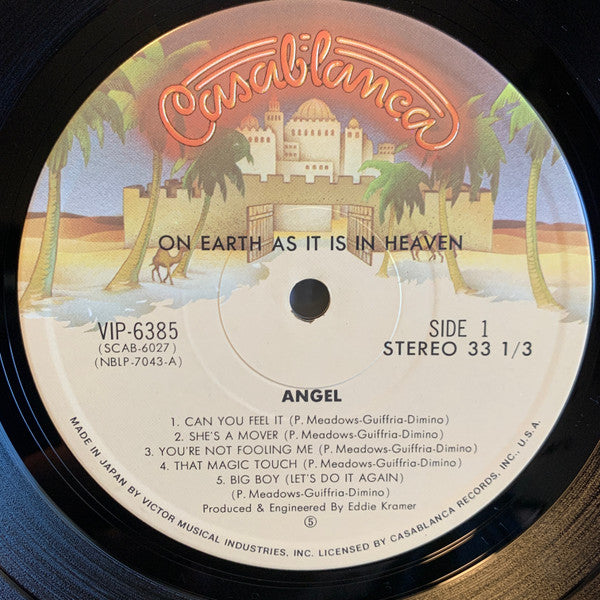 Casablanca
ON EARTH AS IT IS IN HEAVEN
VIP-6385
(SCAB-6027)
(NBLP-7043-A)
SIDE 1
STEREO 33 1/3
ANGEL
1. CAN YOU FEEL IT (P. Meadows-Guiffria-Dimino)
2. SHE'S A MOVER (P. Meadows-Guiffria-Dimino)
3. YOU'RE NOT FOOLING ME (P. Meadows-Guiffria-Dimino)
4. THAT MAGIC TOUCH (P. Meadows-Guiffria-Dimino)
5. BIG BOY (LET'S DO IT AGAIN)
(P. Meadows-Guiffria-Dimino)
Produced & Engineered By Eddie Kramer
⑤
MADE IN JAPAN BY VICTOR MUSICAL INDUSTRIES, INC. LICENSED BY CASABLANCA RECORDS, INC., U.S.A.